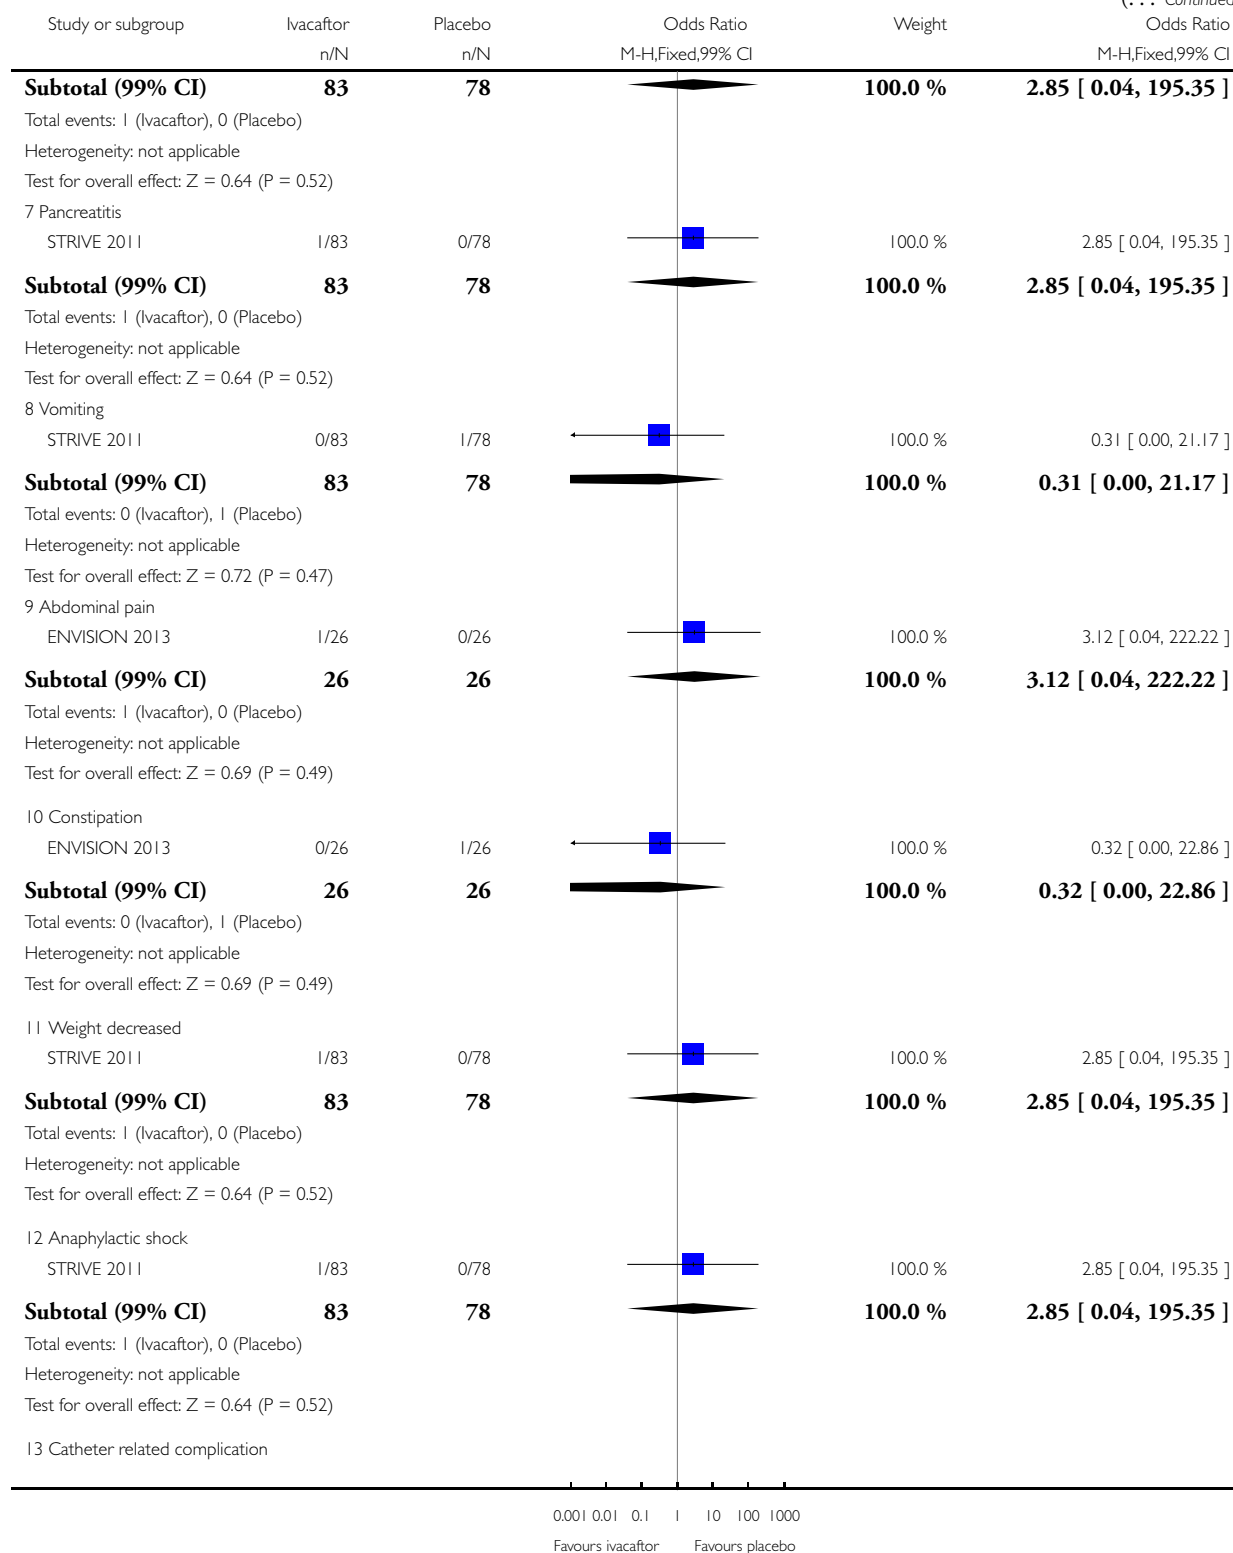 (... Continued
Study or subgroup Ivacaftor Placebo Odds Ratio Weight Odds Ratio
n/N n/N M-H,Fixed,99% CI M-H,Fixed,99% CI
Subtotal (99% CI) 83 78 100.0 % 2.85 [ 0.04, 195.35 ]
Total events: 1 (Ivacaftor), 0 (Placebo)
Heterogeneity: not applicable
Test for overall effect: Z = 0.64 (P = 0.52)
7 Pancreatitis
STRIVE 2011 1/83 0/78 100.0 % 2.85 [ 0.04, 195.35 ]
Subtotal (99% CI) 83 78 100.0 % 2.85 [ 0.04, 195.35 ]
Total events: 1 (Ivacaftor), 0 (Placebo)
Heterogeneity: not applicable
Test for overall effect: Z = 0.64 (P = 0.52)
8 Vomiting
STRIVE 2011 0/83 1/78 100.0 % 0.31 [ 0.00, 21.17 ]
Subtotal (99% CI) 83 78 100.0 % 0.31 [ 0.00, 21.17 ]
Total events: 0 (Ivacaftor), 1 (Placebo)
Heterogeneity: not applicable
Test for overall effect: Z = 0.72 (P = 0.47)
9 Abdominal pain
ENVISION 2013 1/26 0/26 100.0 % 3.12 [ 0.04, 222.22 ]
Subtotal (99% CI) 26 26 100.0 % 3.12 [ 0.04, 222.22 ]
Total events: 1 (Ivacaftor), 0 (Placebo)
Heterogeneity: not applicable
Test for overall effect: Z = 0.69 (P = 0.49)
10 Constipation
ENVISION 2013 0/26 1/26 100.0 % 0.32 [ 0.00, 22.86 ]
Subtotal (99% CI) 26 26 100.0 % 0.32 [ 0.00, 22.86 ]
Total events: 0 (Ivacaftor), 1 (Placebo)
Heterogeneity: not applicable
Test for overall effect: Z = 0.69 (P = 0.49)
11 Weight decreased
STRIVE 2011 1/83 0/78 100.0 % 2.85 [ 0.04, 195.35 ]
Subtotal (99% CI) 83 78 100.0 % 2.85 [ 0.04, 195.35 ]
Total events: 1 (Ivacaftor), 0 (Placebo)
Heterogeneity: not applicable
Test for overall effect: Z = 0.64 (P = 0.52)
12 Anaphylactic shock
STRIVE 2011 1/83 0/78 100.0 % 2.85 [ 0.04, 195.35 ]
Subtotal (99% CI) 83 78 100.0 % 2.85 [ 0.04, 195.35 ]
Total events: 1 (Ivacaftor), 0 (Placebo)
Heterogeneity: not applicable
Test for overall effect: Z = 0.64 (P = 0.52)
13 Catheter related complication
0.001 0.01 0.1 1 10 100 1000
Favours ivacaftor Favours placebo